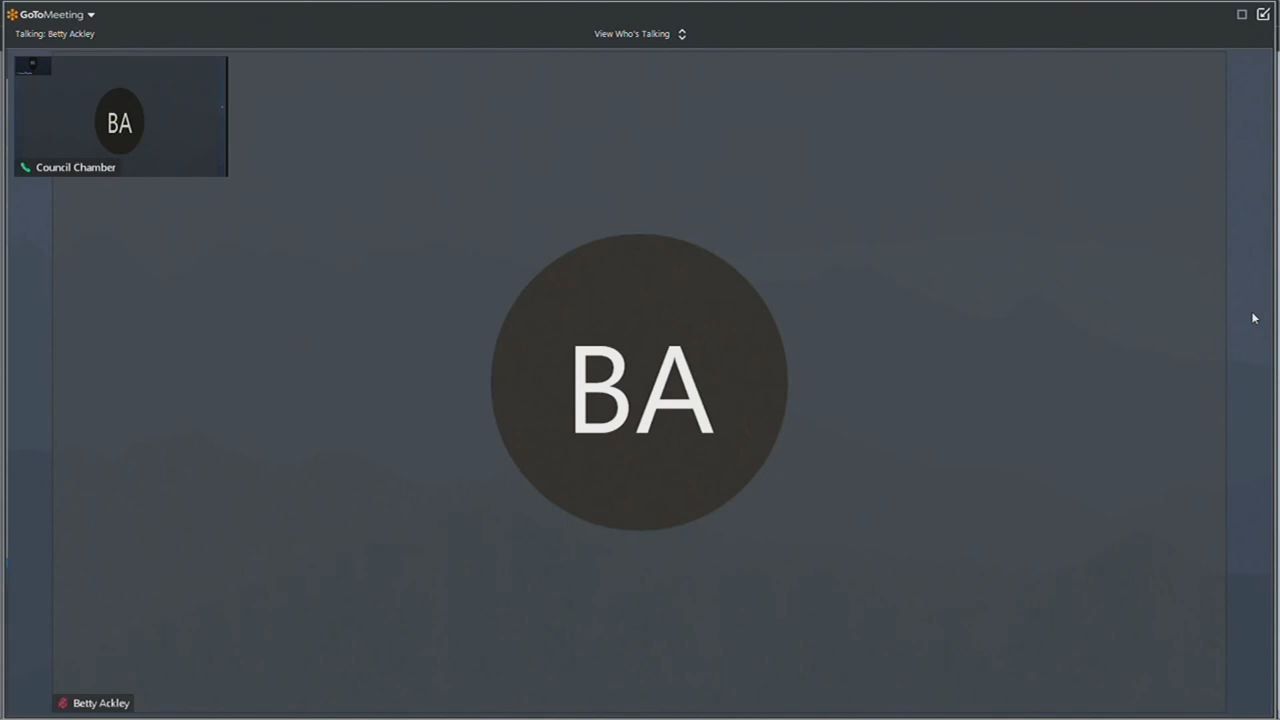 GoToMeeting
Talking: Betty Ackley
View Who's Talking
BA
Council Chamber
BA
Betty Ackley